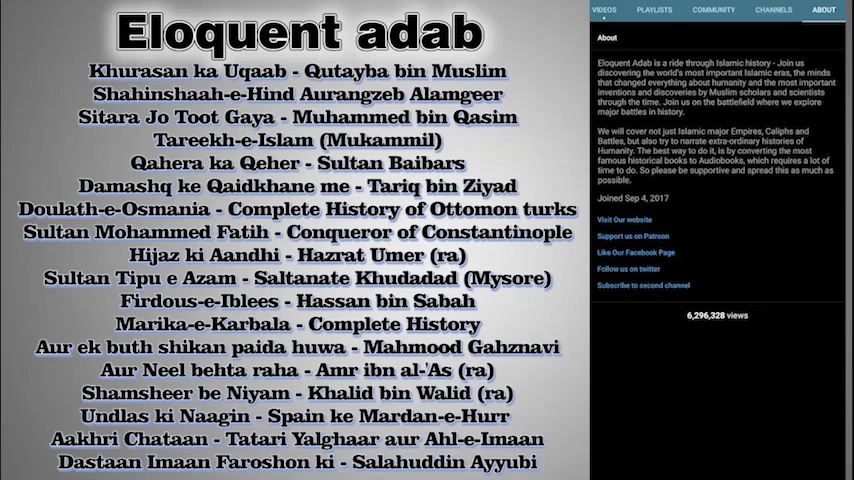 Eloquent adab
Khurasan ka Uqaab - Qutayba bin Muslim
Shahinshaah-e-Hind Aurangzeb Alamgeer
Sitara Jo Toot Gaya - Muhammed bin Qasim
Tareekh-e-Islam (Mukammil)
Qahera ka Qeher - Sultan Baibars
Damashq ke Qaidkhane me - Tariq bin Ziyad
Doulath-e-Osmania - Complete History of Ottomon turks
Sultan Mohammed Fatih - Conqueror of Constantinople
Hijaz ki Aandhi - Hazrat Umer (ra)
Sultan Tipu e Azam - Saltanate Khudadad (Mysore)
Firdous-e-Iblees - Hassan bin Sabah
Marika-e-Karbala - Complete History
Aur ek buth shikan paida huwa - Mahmood Gahznavi
Aur Neel behta raha - Amr ibn al-'As (ra)
Shamsheer be Niyam - Khalid bin Walid (ra)
Undlas ki Naagin - Spain ke Mardan-e-Hurr
Aakhri Chataan - Tatari Yalghaar aur Ahl-e-Imaan
Dastaan Imaan Faroshon ki - Salahuddin Ayyubi
VIDEOS PLAYLISTS COMMUNITY CHANNELS ABOUT
About
Eloquent Adab is a ride through Islamic history - Join us
discovering the world's most important Islamic eras, the minds
that changed everything about humanity and the most important
inventions and discoveries by Muslim scholars and scientists
through the time. Join us on the battlefield where we explore
major battles in history.
We will cover not just Islamic major Empires, Caliphs and
Battles, but also try to narrate extra-ordinary histories of
Humanity. The best way to do it, is by converting the most
famous historical books to Audiobooks, which requires a lot of
time to do. So please be supportive and spread this as much as
possible.
Joined Sep 4, 2017
Visit Our website
Support us on Patreon
Like Our Facebook Page
Follow us on twitter
Subscribe to second channel
6,296,328 views